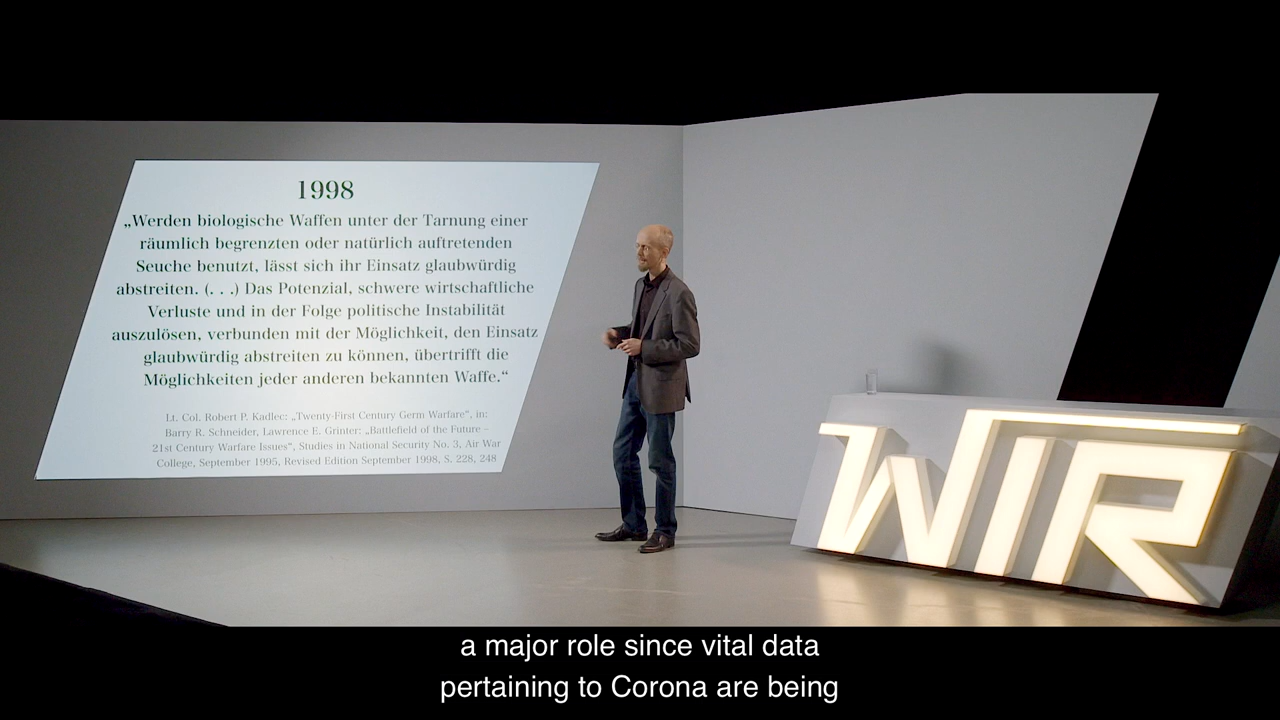 1998
„Werden biologische Waffen unter der Tarnung einer
räumlich begrenzten oder natürlich auftretenden
Seuche benutzt, lässt sich ihr Einsatz glaubwürdig
abstreiten. (. . .) Das Potenzial, schwere wirtschaftliche
Verluste und in der Folge politische Instabilität
auszulösen, verbunden mit der Möglichkeit, den Einsatz
glaubwürdig abstreiten zu können, übertrifft die
Möglichkeiten jeder anderen bekannten Waffe.“
Lt. Col. Robert P. Kadlec: „Twenty-First Century Germ Warfare“, in:
Barry R. Schneider, Lawrence E. Grinter: „Battlefield of the Future –
21st Century Warfare Issues“, Studies in National Security No. 3, Air War
College, September 1995, Revised Edition September 1998, S. 228, 248
WIR
a major role since vital data
pertaining to Corona are being